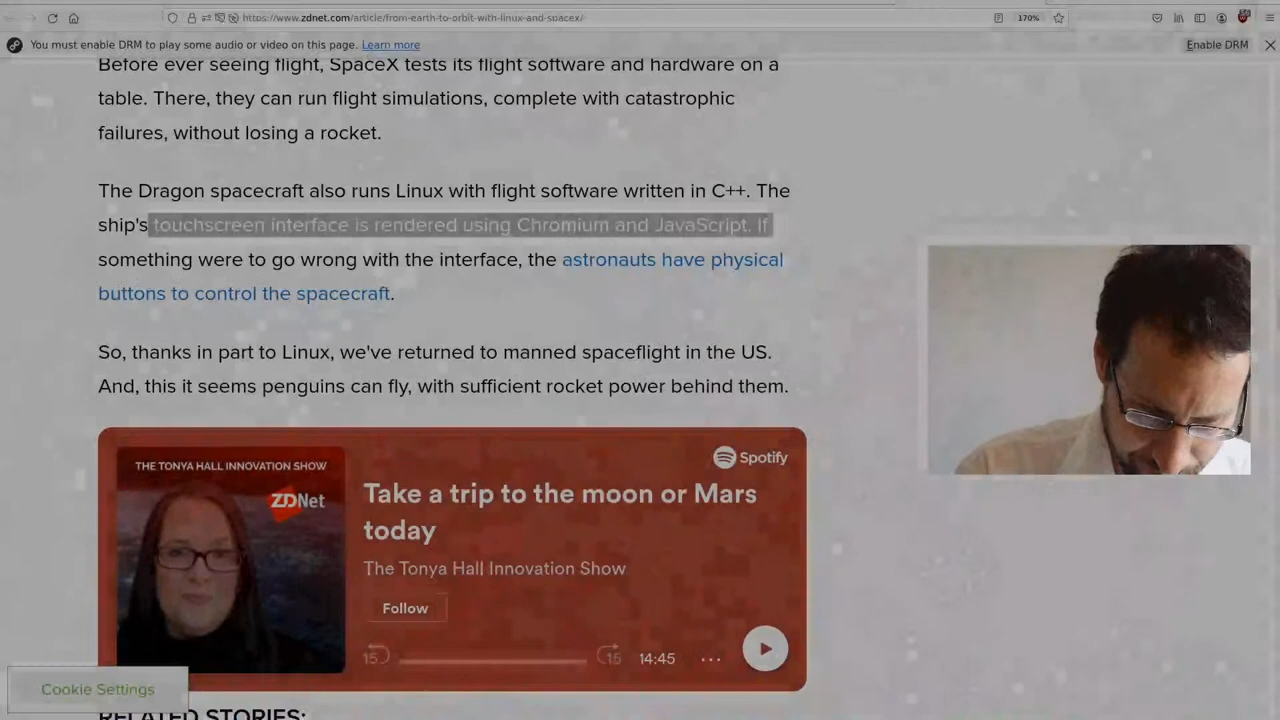 https://www.zdnet.com/article/from-earth-to-orbit-with-linux-and-spacex/
170%
You must enable DRM to play some audio or video on this page. Learn more
Enable DRM
Before ever seeing flight, SpaceX tests its flight software and hardware on a
table. There, they can run flight simulations, complete with catastrophic
failures, without losing a rocket.
The Dragon spacecraft also runs Linux with flight software written in C++. The
ship's touchscreen interface is rendered using Chromium and JavaScript. If
something were to go wrong with the interface, the astronauts have physical
buttons to control the spacecraft.
So, thanks in part to Linux, we've returned to manned spaceflight in the US.
And, this it seems penguins can fly, with sufficient rocket power behind them.
THE TONYA HALL INNOVATION SHOW
ZDNet
Spotify
Take a trip to the moon or Mars
today
The Tonya Hall Innovation Show
Follow
15
15
14:45
Cookie Settings
RELATED STORIES: